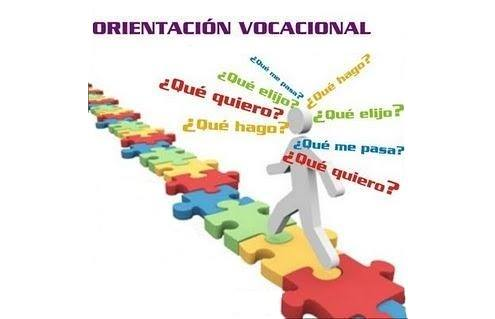 ORIENTACIÓN VOCACIONAL
¿Qué me pasa?
¿Qué hago?
¿Qué elijo?
¿Qué quiero?
¿Qué elijo?
¿Qué hago?
¿Qué me pasa?
¿Qué quiero?